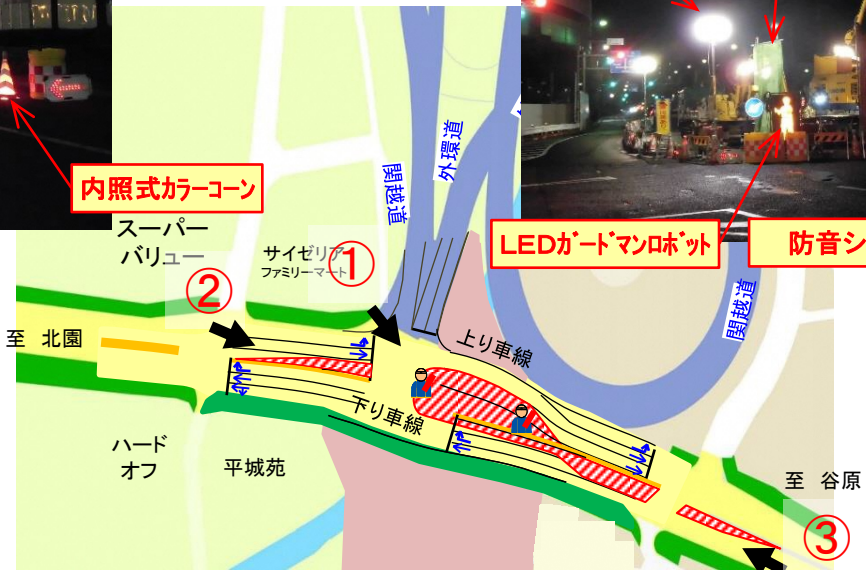 内照式カラーコーン
LEDガードマンロボット
防音シ
関越道
外環道
関越道
スーパー
バリュー
サイゼリア
ファミリーマート
①
②
至 北園
上り車線
下り車線
ハード
オフ
平城苑
至 谷原
③